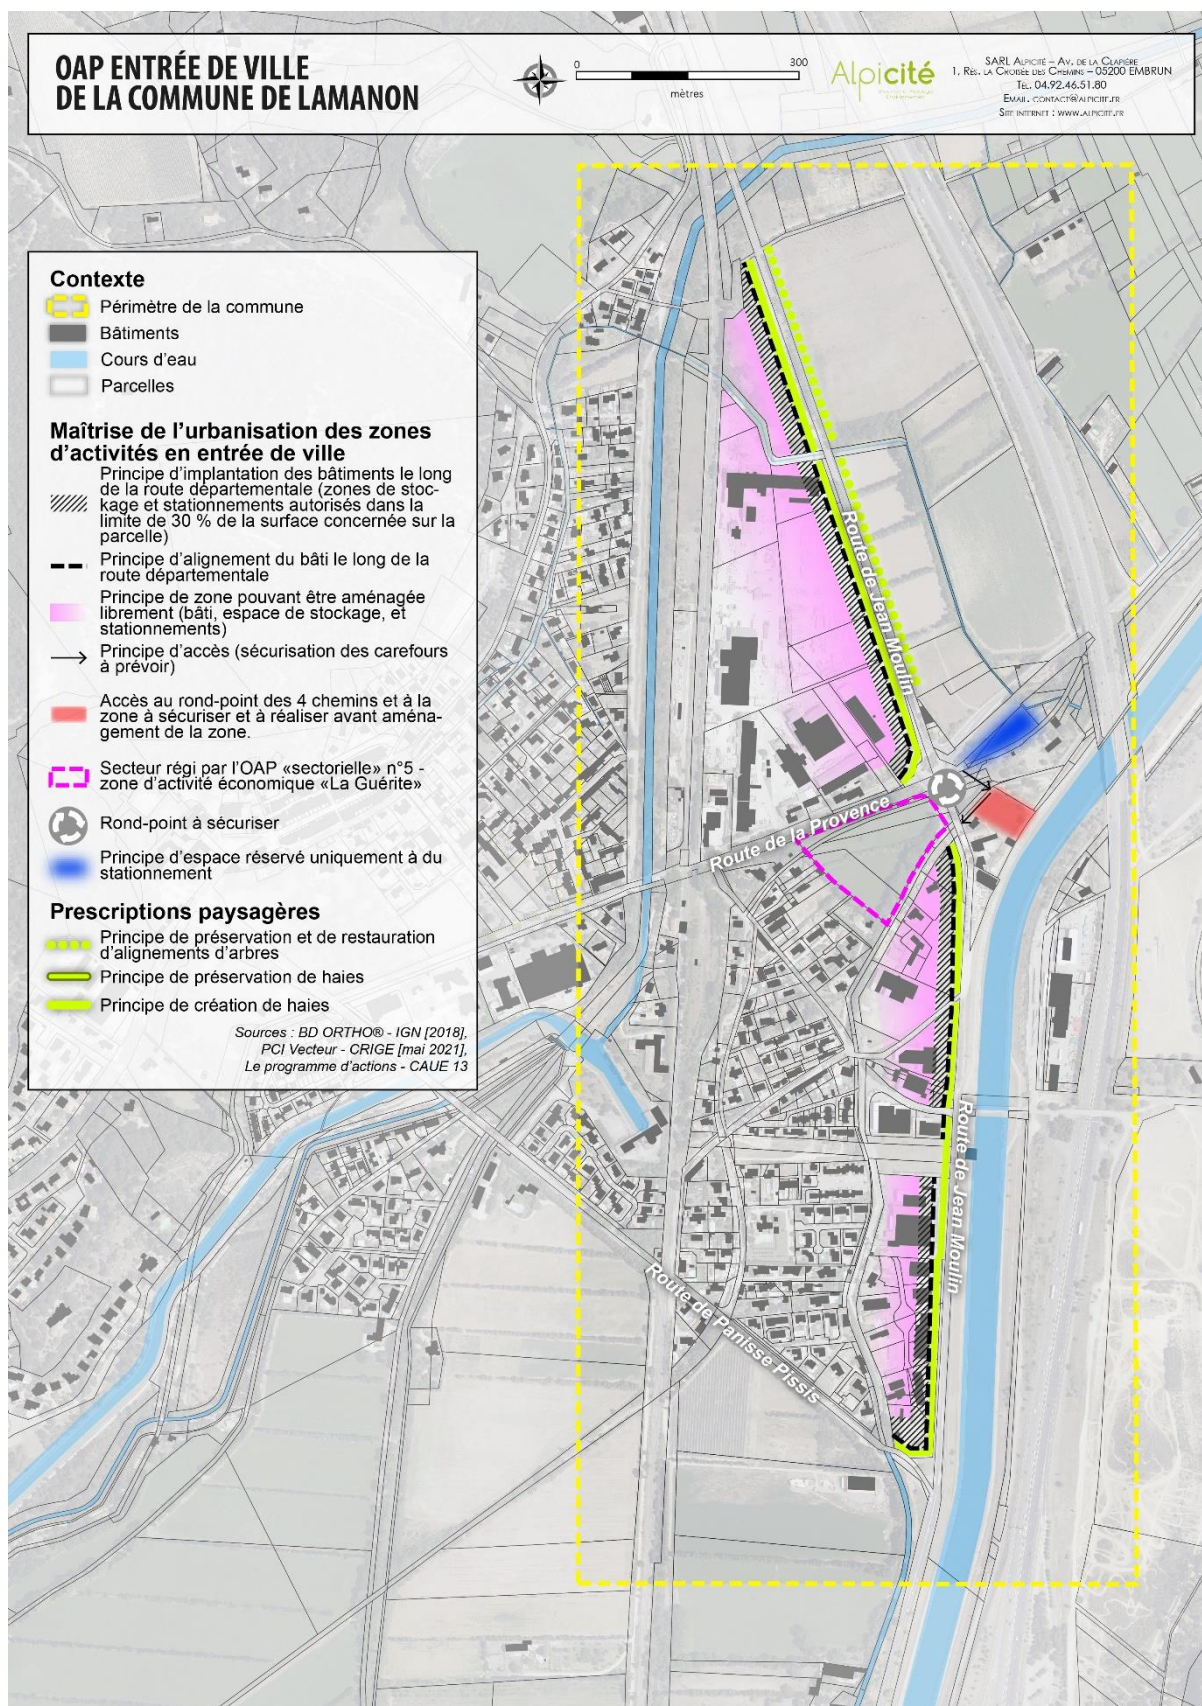 OAP ENTRÉE DE VILLE
DE LA COMMUNE DE LAMANON
0 300
mètres
Alpicité
SARL Alpicité – Av. de la Clapière
1, Rés. La Croisée des Chemins – 05200 EMBRUN
Tél. 04.92.46.51.80
Email. contact@alpicite.fr
Site internet : www.alpicite.fr
Contexte
Périmètre de la commune
Bâtiments
Cours d'eau
Parcelles
Maîtrise de l'urbanisation des zones
d'activités en entrée de ville
Principe d'implantation des bâtiments le long
de la route départementale (zones de stoc-
kage et stationnements autorisés dans la
limite de 30 % de la surface concernée sur la
parcelle)
Principe d'alignement du bâti le long de la
route départementale
Principe de zone pouvant être aménagée
librement (bâti, espace de stockage, et
stationnements)
Principe d'accès (sécurisation des carefours
à prévoir)
Accès au rond-point des 4 chemins et à la
zone à sécuriser et à réaliser avant aména-
gement de la zone.
Secteur régi par l'OAP «sectorielle» n°5 -
zone d'activité économique «La Guérite»
Rond-point à sécuriser
Principe d'espace réservé uniquement à du
stationnement
Prescriptions paysagères
Principe de préservation et de restauration
d'alignements d'arbres
Principe de préservation de haies
Principe de création de haies
Sources : BD ORTHO® - IGN [2018],
PCI Vecteur - CRIGE [mai 2021],
Le programme d'actions - CAUE 13
Route de Jean Moulin
Route de la Provence
Route de Jean Moulin
Route de Panisse Pissis